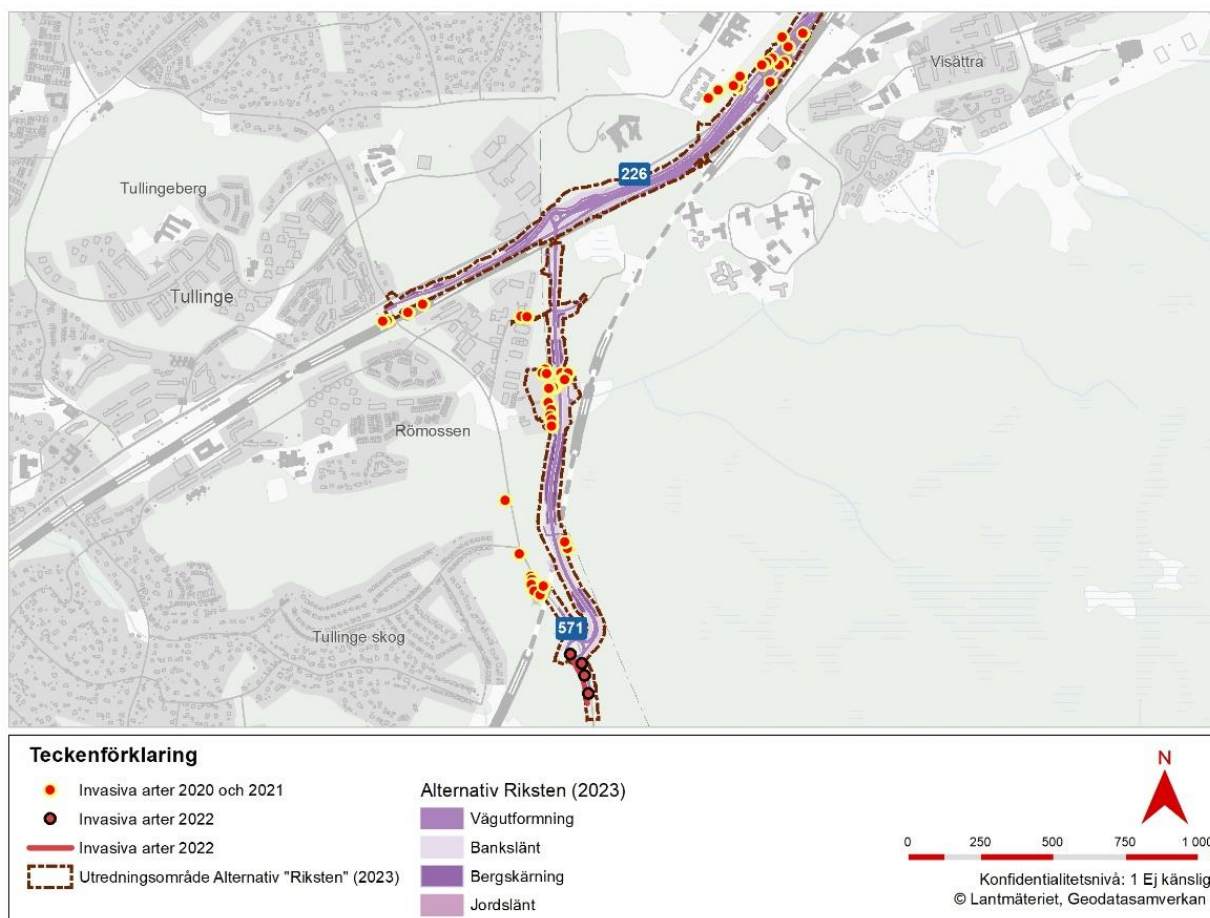 Visättra
226
Tullingeberg
Tullinge
Römossen
Tullinge skog
571
Teckenförklaring
Invasiva arter 2020 och 2021
Invasiva arter 2022
Invasiva arter 2022
Utredningsområde Alternativ "Riksten" (2023)
Alternativ Riksten (2023)
Vägutformning
Bankslänt
Bergskärning
Jordslänt
N
0 250 500 750 1 000
Konfidentialitetsnivå: 1 Ej känslig
© Lantmäteriet, Geodatasamverkan